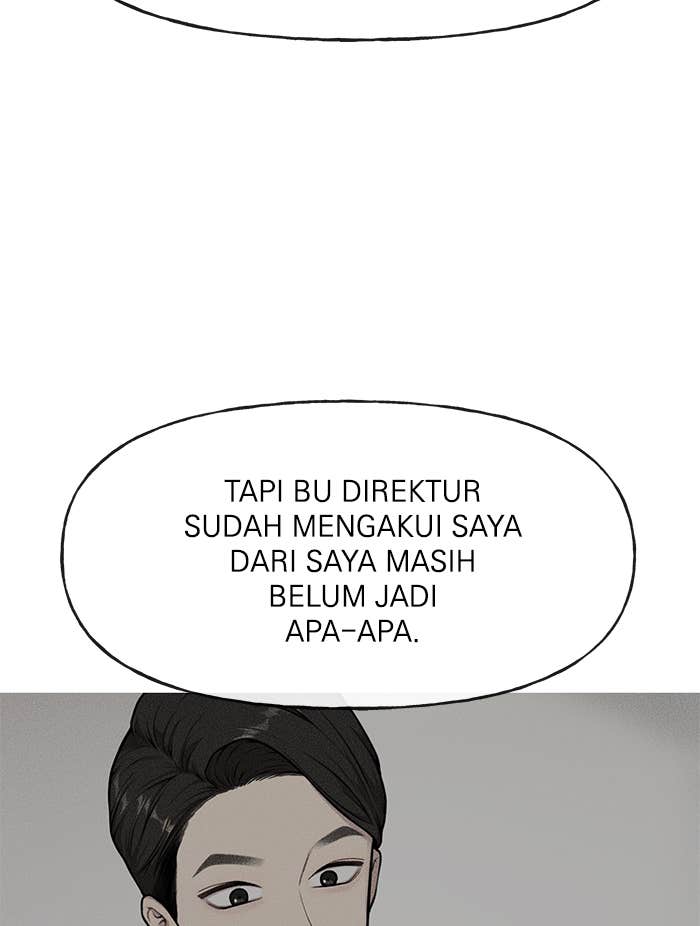 TAPI BU DIREKTUR
SUDAH MENGAKUI SAYA
DARI SAYA MASIH
BELUM JADI
APA-APA.